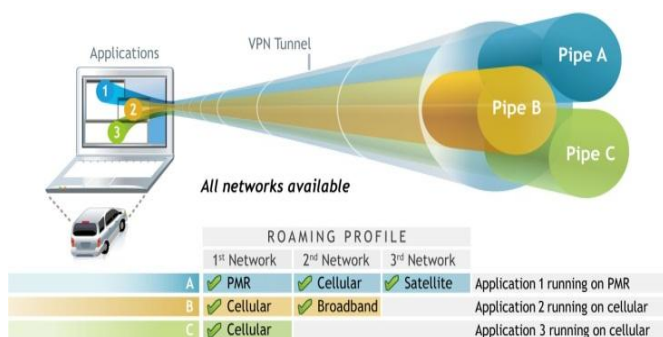 Applications
VPN Tunnel
1
2
3
Pipe A
Pipe B
Pipe C
All networks available
ROAMING PROFILE
1st Network 2nd Network 3rd Network
A PMR Cellular Satellite Application 1 running on PMR
B Cellular Broadband Application 2 running on cellular
C Cellular Application 3 running on cellular